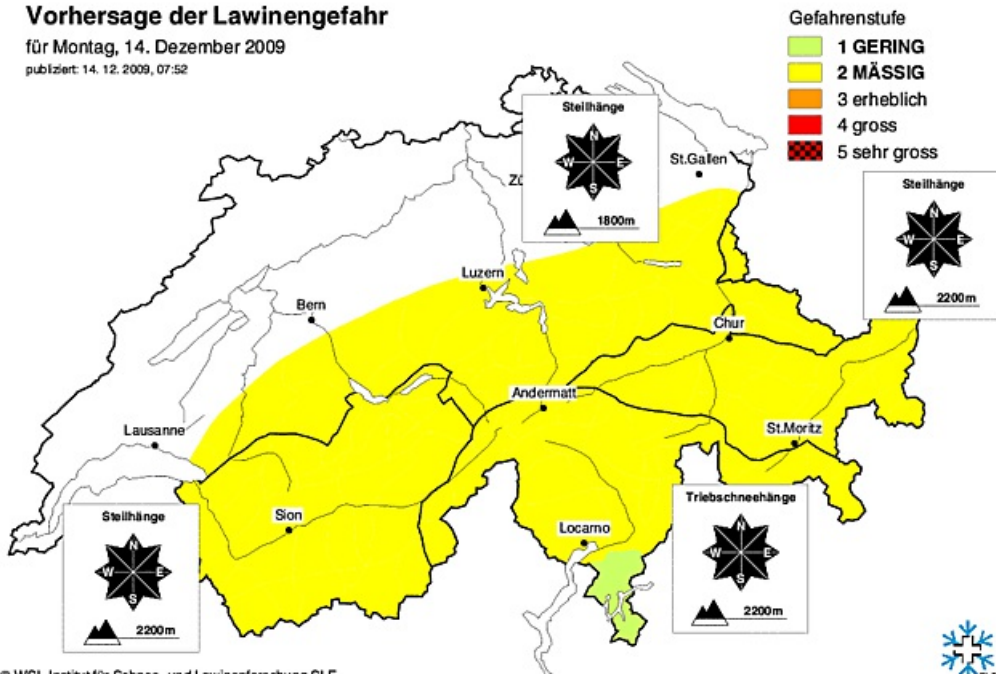 Vorhersage der Lawinengefahr
für Montag, 14. Dezember 2009
publiziert: 14. 12. 2009, 07:52
Gefahrenstufe
1 GERING
2 MÄSSIG
3 erheblich
4 gross
5 sehr gross
Steilhänge
N
W E
S
1800m
St.Gallen
Steilhänge
N
W E
S
2200m
Luzern
Bern
Chur
Andermatt
Lausanne
St.Moritz
Steilhänge
N
W E
S
2200m
Sion
Triebschneehänge
N
W E
S
2200m
Locarno